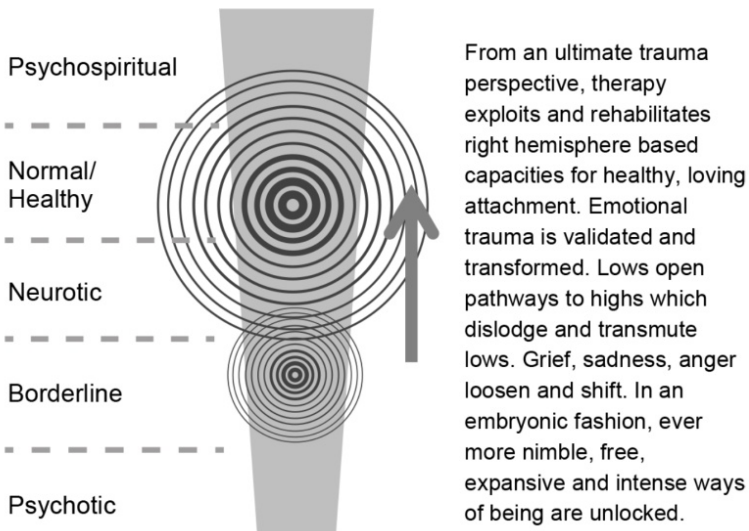 Psychospiritual
Normal/
Healthy
Neurotic
Borderline
Psychotic
From an ultimate trauma
perspective, therapy
exploits and rehabilitates
right hemisphere based
capacities for healthy, loving
attachment. Emotional
trauma is validated and
transformed. Lows open
pathways to highs which
dislodge and transmute
lows. Grief, sadness, anger
loosen and shift. In an
embryonic fashion, ever
more nimble, free,
expansive and intense ways
of being are unlocked.